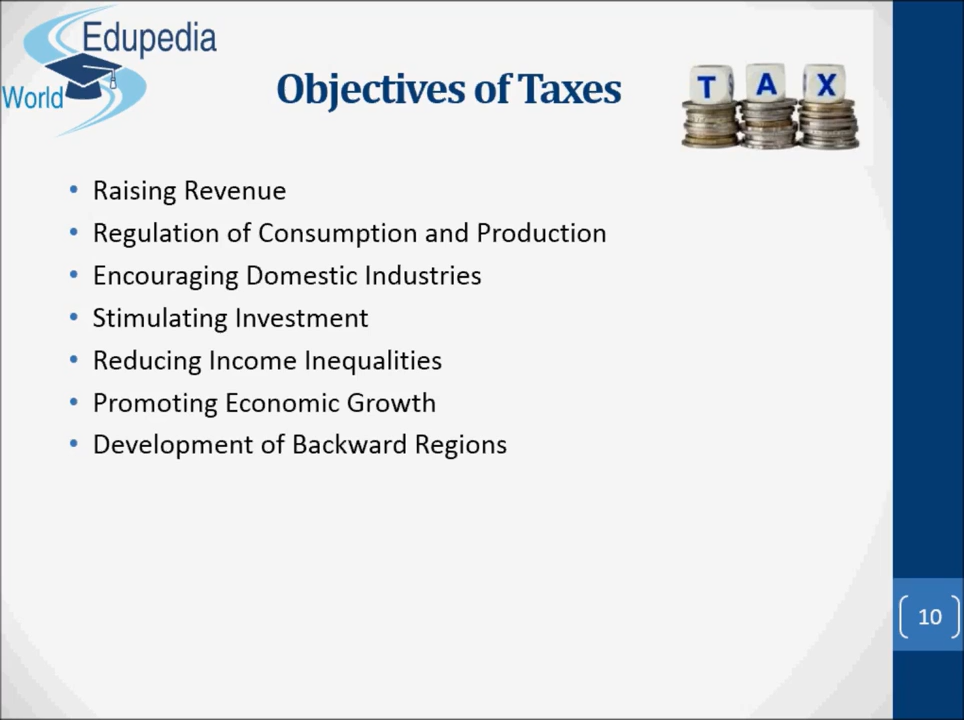 Edupedia
World
Objectives of Taxes
T A X
• Raising Revenue
• Regulation of Consumption and Production
• Encouraging Domestic Industries
• Stimulating Investment
• Reducing Income Inequalities
• Promoting Economic Growth
• Development of Backward Regions
10